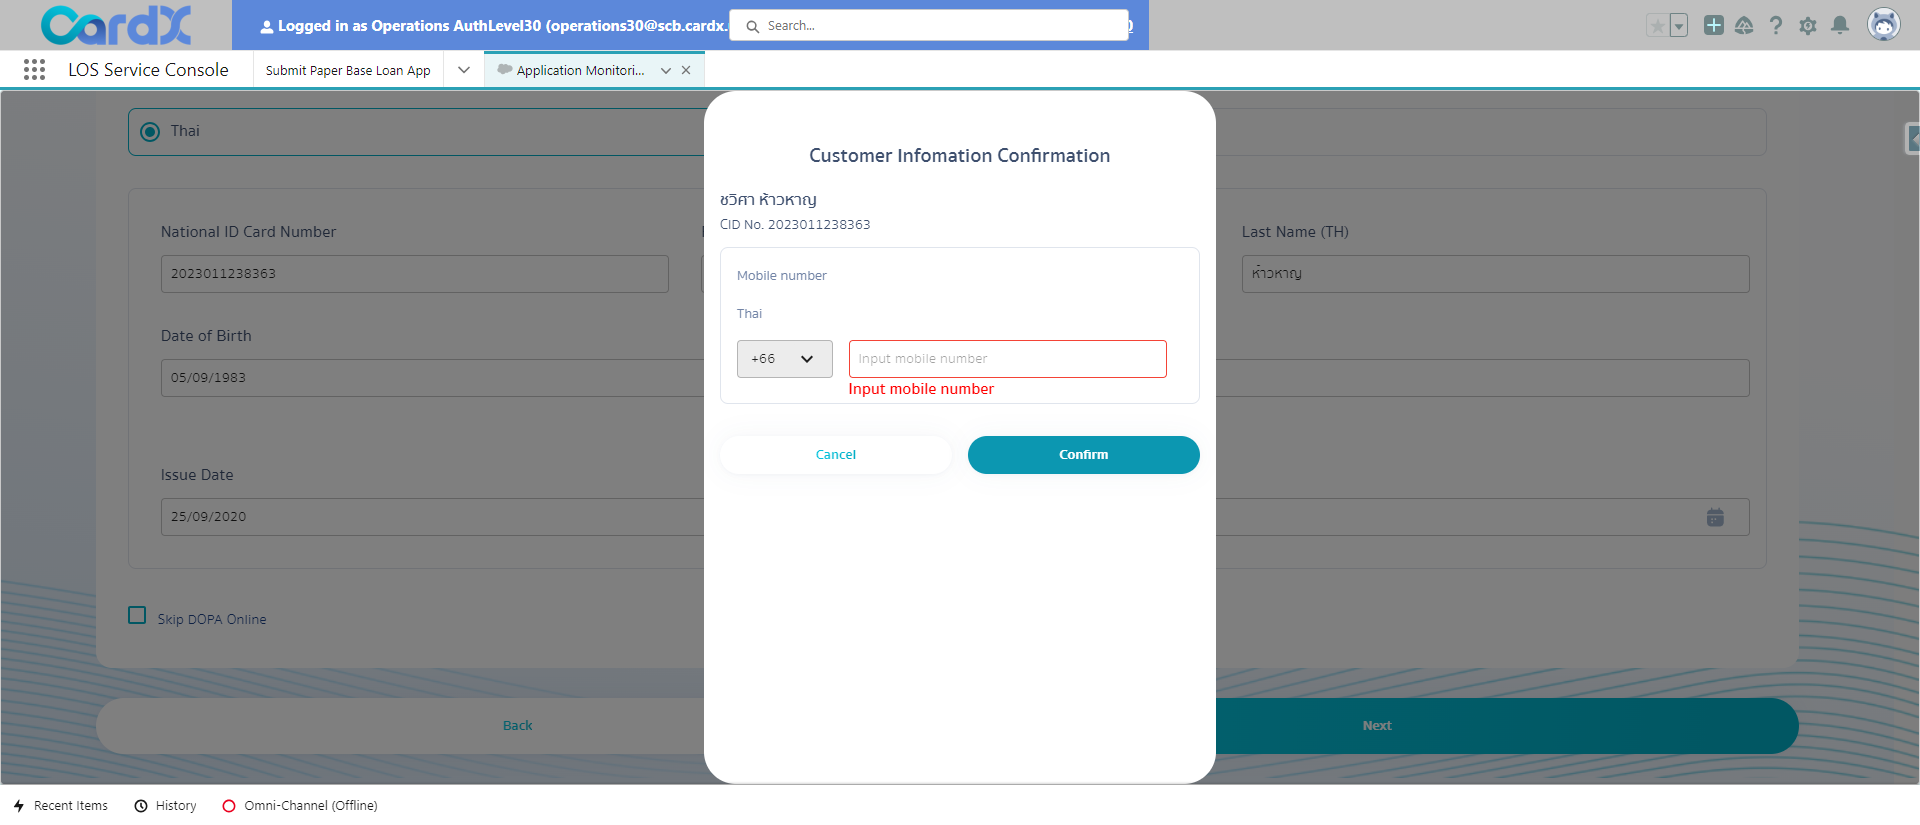 CardX
Logged in as Operations AuthLevel30 (operations30@scb.cardx.
Search...
LOS Service Console
Submit Paper Base Loan App
Application Monitori...
Thai
Customer Infomation Confirmation
ชวิศา ห้าวหาญ
CID No. 2023011238363
National ID Card Number
Last Name (TH)
2023011238363
ห้าวหาญ
Mobile number
Thai
Date of Birth
+66
Input mobile number
05/09/1983
Input mobile number
Cancel
Confirm
Issue Date
25/09/2020
Skip DOPA Online
Back
Next
Recent Items
History
Omni-Channel (Offline)